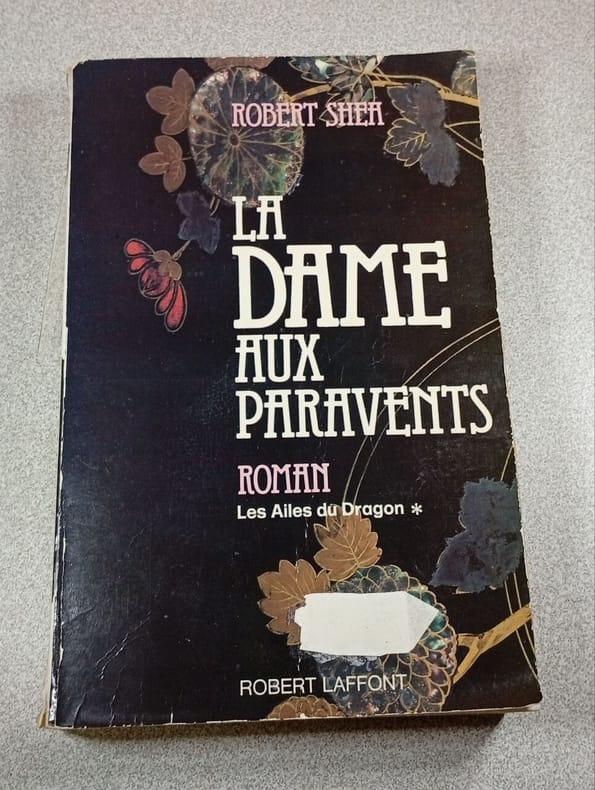 ROBERT SHEA
LA
DAME
AUX
PARAVENTS
ROMAN
Les Ailes du Dragon *
ROBERT LAFFONT